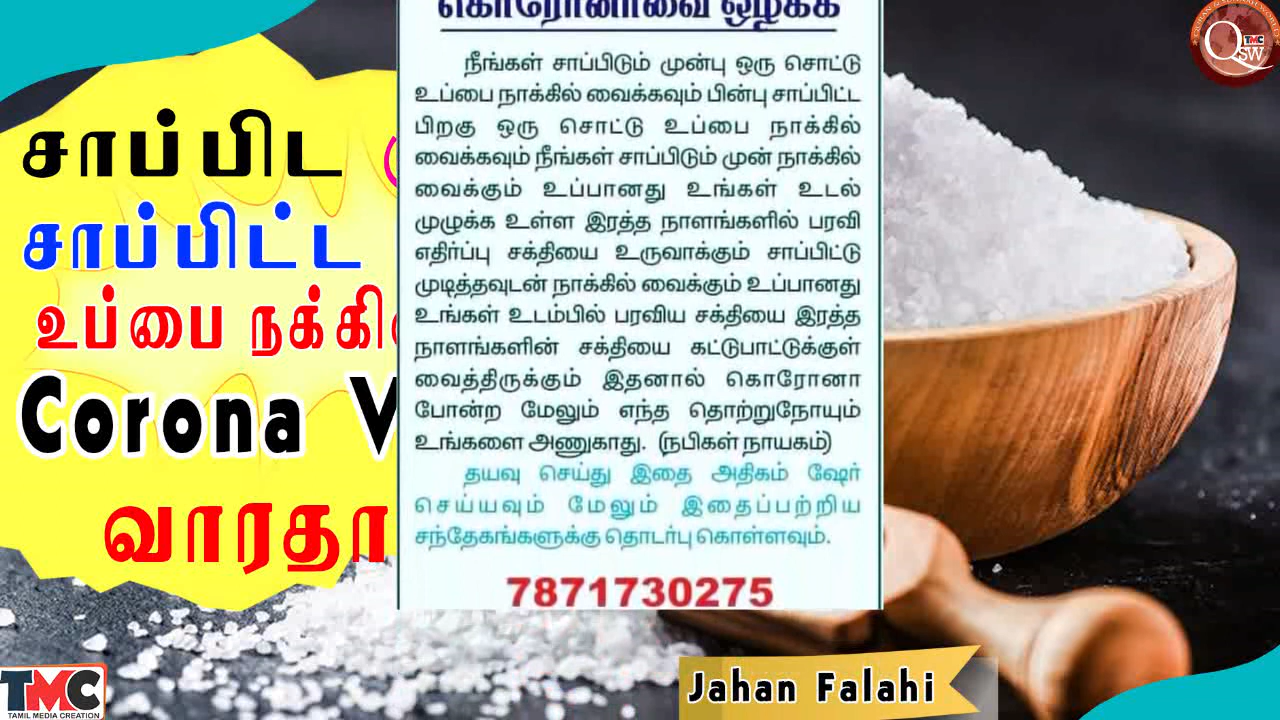 சாப்பிட
சாப்பிட்ட
உப்பை
Corona
கொரோனாவை ஒழிக்க
நீங்கள் சாப்பிடும் முன்பு ஒரு சொட்டு
உப்பை நாக்கில் வைக்கவும் பின்பு சாப்பிட்ட
பிறகு ஒரு சொட்டு உப்பை நாக்கில்
வைக்கவும் நீங்கள் சாப்பிடும் முன் நாக்கில்
வைக்கும் உப்பானது உங்கள் உடல்
முழுக்க உள்ள இரத்த நாளங்களில் பரவி
எதிர்ப்பு சக்தியை உருவாக்கும் சாப்பிட்டு
முடித்தவுடன் நாக்கில் வைக்கும் உப்பானது
உங்கள் உடம்பில் பரவிய சக்தியை இரத்த
நாளங்களின் சக்தியை கட்டுபாட்டுக்குள்
வைத்திருக்கும் இதனால் கொரோனா
போன்ற மேலும் எந்த தொற்றுநோயும்
உங்களை அணுகாது. (நபிகள் நாயகம்)
தயவு செய்து இதை அதிகம் ஷேர்
செய்யவும் மேலும் இதைப்பற்றிய
சந்தேகங்களுக்கு தொடர்பு கொள்ளவும்.
7871730275
TMC
QSW
TMC
TAMIL MEDIA CREATION
Jahan Falahi